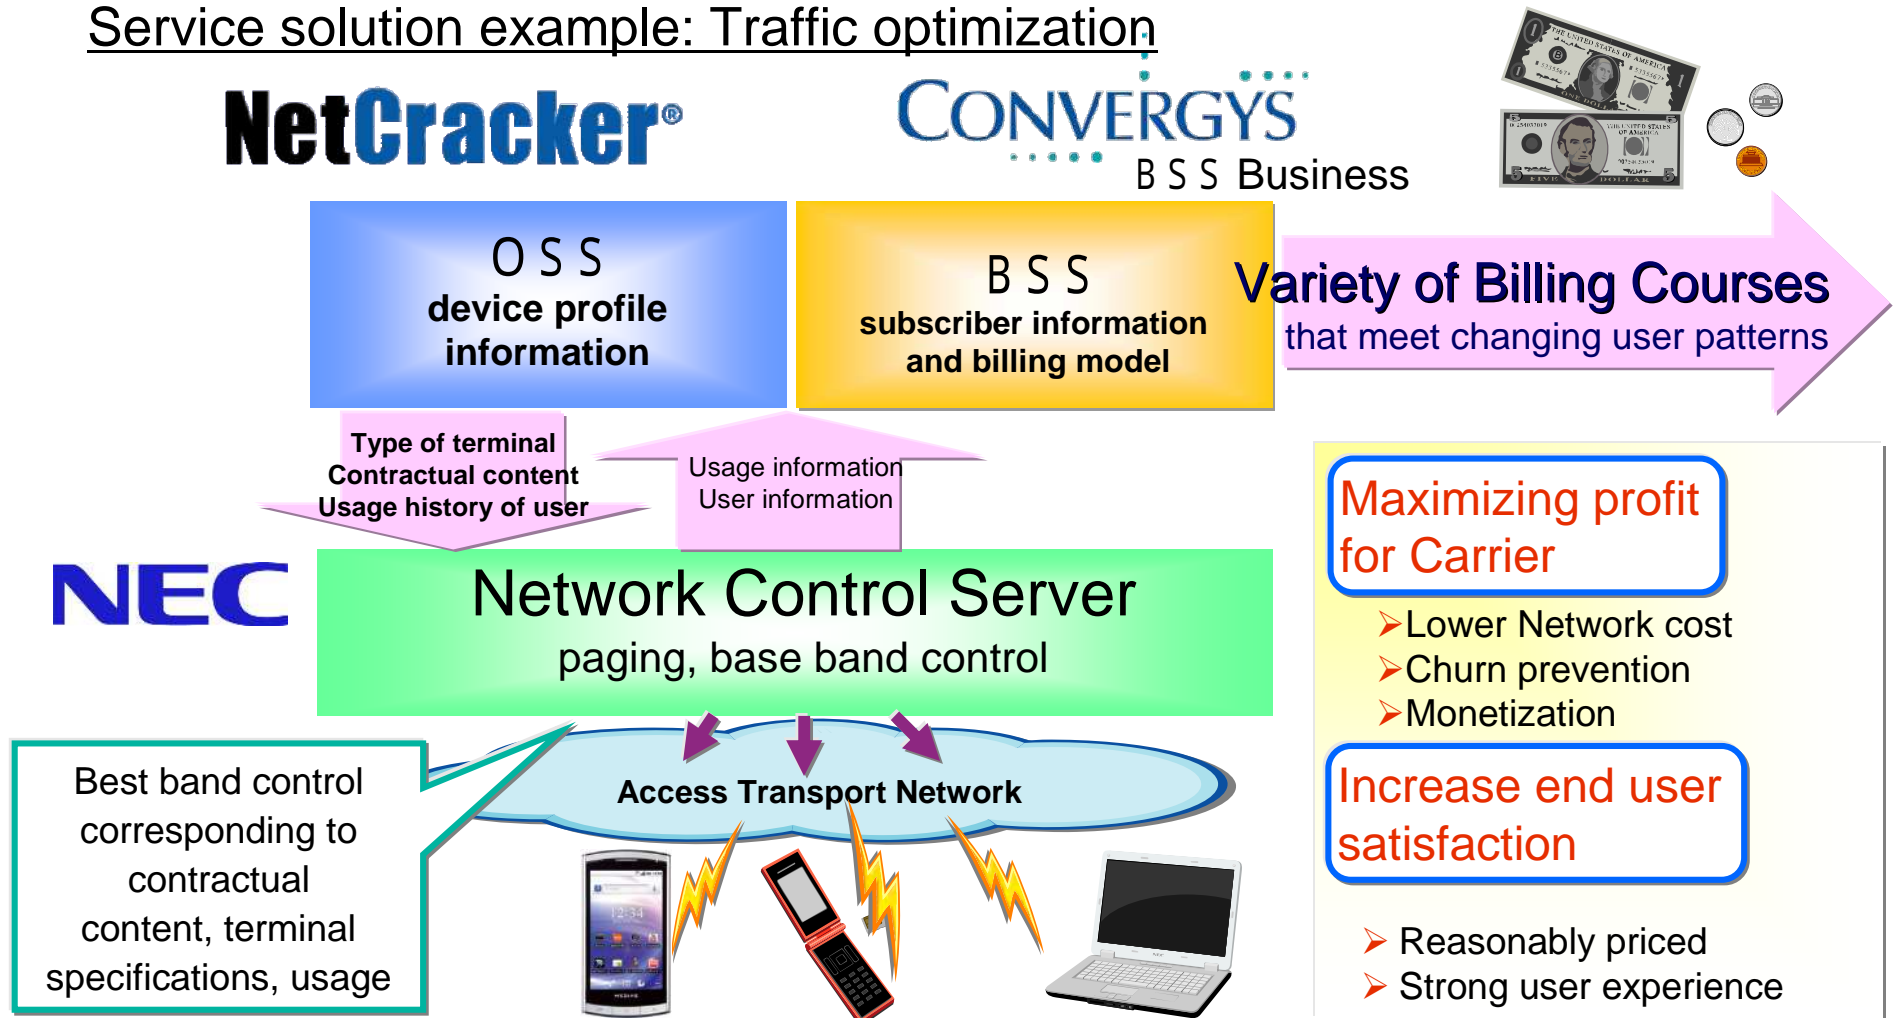 Service solution example: Traffic optimization
NetCracker®
CONVERGYS
BSS Business
OSS
device profile
information
BSS
subscriber information
and billing model
Variety of Billing Courses
that meet changing user patterns
Type of terminal
Contractual content
Usage history of user
Usage information
User information
NEC
Network Control Server
paging, base band control
Access Transport Network
Best band control
corresponding to
contractual
content, terminal
specifications, usage
12:34
Maximizing profit
for Carrier
➢Lower Network cost
➢Churn prevention
➢Monetization
Increase end user
satisfaction
➢ Reasonably priced
➢ Strong user experience